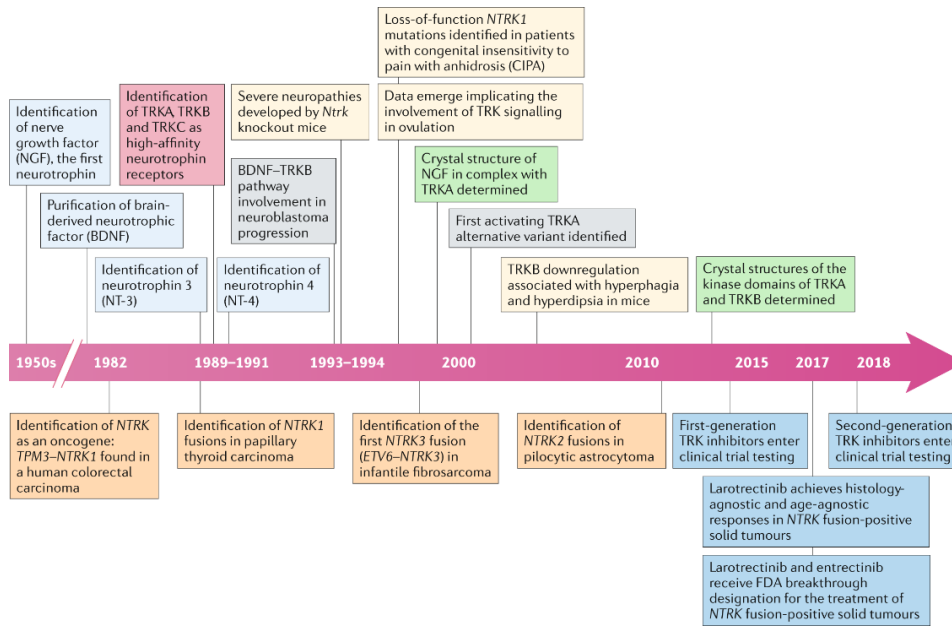 Loss-of-function NTRK1
mutations identified in patients
with congenital insensitivity to
pain with anhidrosis (CIPA)
Identification
of nerve
growth factor
(NGF), the first
neurotrophin
Identification
of TRKA, TRKB
and TRKC as
high-affinity
neurotrophin
receptors
Severe neuropathies
developed by Ntrk
knockout mice
Data emerge implicating the
involvement of TRK signalling
in ovulation
BDNF–TRKB
pathway
involvement in
neuroblastoma
progression
Crystal structure of
NGF in complex with
TRKA determined
Purification of brain-
derived neurotrophic
factor (BDNF)
First activating TRKA
alternative variant identified
Identification of
neurotrophin 3
(NT-3)
Identification of
neurotrophin 4
(NT-4)
TRKB downregulation
associated with hyperphagia
and hyperdipsia in mice
Crystal structures of the
kinase domains of TRKA
and TRKB determined
1950s
1982
1989–1991
1993–1994
2000
2010
2015
2017
2018
Identification of NTRK
as an oncogene:
TPM3–NTRK1 found in
a human colorectal
carcinoma
Identification of NTRK1
fusions in papillary
thyroid carcinoma
Identification of the
first NTRK3 fusion
(ETV6–NTRK3) in
infantile fibrosarcoma
Identification of
NTRK2 fusions in
pilocytic astrocytoma
First-generation
TRK inhibitors enter
clinical trial testing
Second-generation
TRK inhibitors enter
clinical trial testing
Larotrectinib achieves histology-
agnostic and age-agnostic
responses in NTRK fusion-positive
solid tumours
Larotrectinib and entrectinib
receive FDA breakthrough
designation for the treatment of
NTRK fusion-positive solid tumours